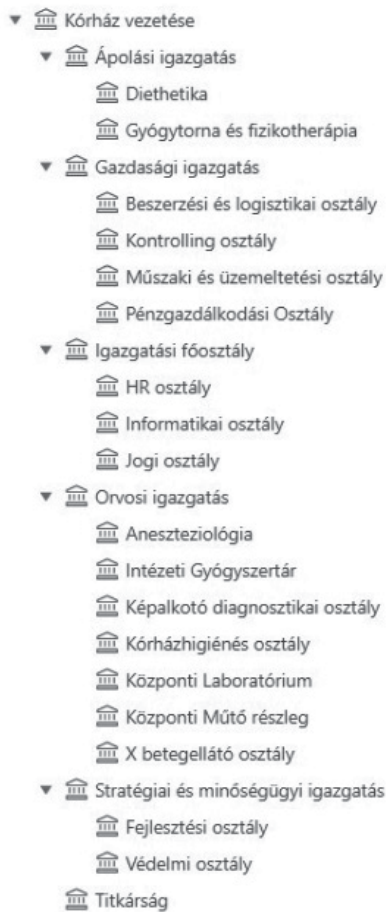 Kórház vezetése
Ápolási igazgatás
Diethetika
Gyógytorna és fizikotherápia
Gazdasági igazgatás
Beszerzési és logisztikai osztály
Kontrolling osztály
Műszaki és üzemeltetési osztály
Pénzgazdálkodási Osztály
Igazgatási főosztály
HR osztály
Informatikai osztály
Jogi osztály
Orvosi igazgatás
Aneszteziológia
Intézeti Gyógyszertár
Képalkotó diagnosztikai osztály
Kórházhigiénés osztály
Központi Laboratórium
Központi Műtő részleg
X betegellátó osztály
Stratégiai és minőségügyi igazgatás
Fejlesztési osztály
Védelmi osztály
Titkárság